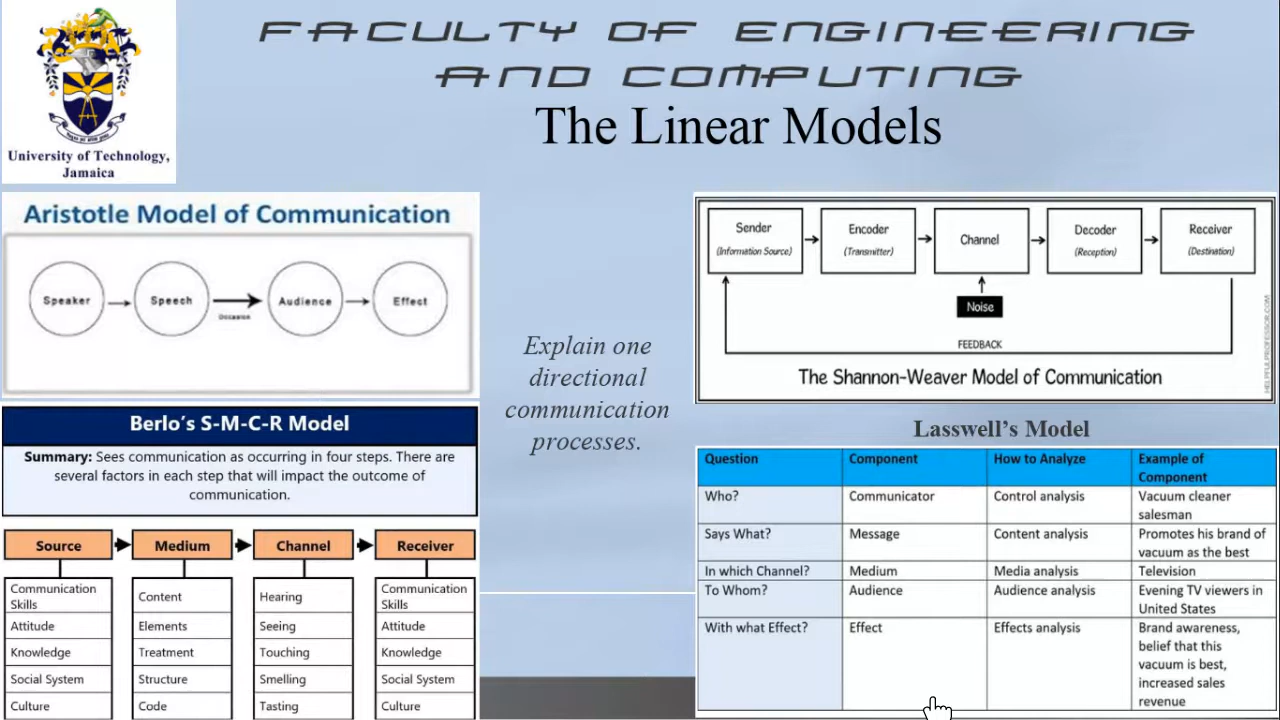 FACULTY OF ENGINEERING
AND COMPUTING
The Linear Models
University of Technology,
Jamaica
Aristotle Model of Communication
Speaker
Speech
Occasion
Audience
Effect
Explain one
directional
communication
processes.
Sender
(Information Source)
Encoder
(Transmitter)
Channel
Decoder
(Reception)
Receiver
(Destination)
Noise
FEEDBACK
The Shannon-Weaver Model of Communication
HELPFULPROFESSOR.COM
Berlo's S-M-C-R Model
Summary: Sees communication as occurring in four steps. There are
several factors in each step that will impact the outcome of
communication.
Source Medium Channel Receiver
Communication
Skills
Content
Hearing
Communication
Skills
Attitude Elements Seeing Attitude
Knowledge Treatment Touching Knowledge
Social System Structure Smelling Social System
Culture Code Tasting Culture
Lasswell's Model
Question Component How to Analyze Example of
Component
Who? Communicator Control analysis Vacuum cleaner
salesman
Says What? Message Content analysis Promotes his brand of
vacuum as the best
In which Channel? Medium Media analysis Television
To Whom? Audience Audience analysis Evening TV viewers in
United States
With what Effect? Effect Effects analysis Brand awareness,
belief that this
vacuum is best,
increased sales
revenue